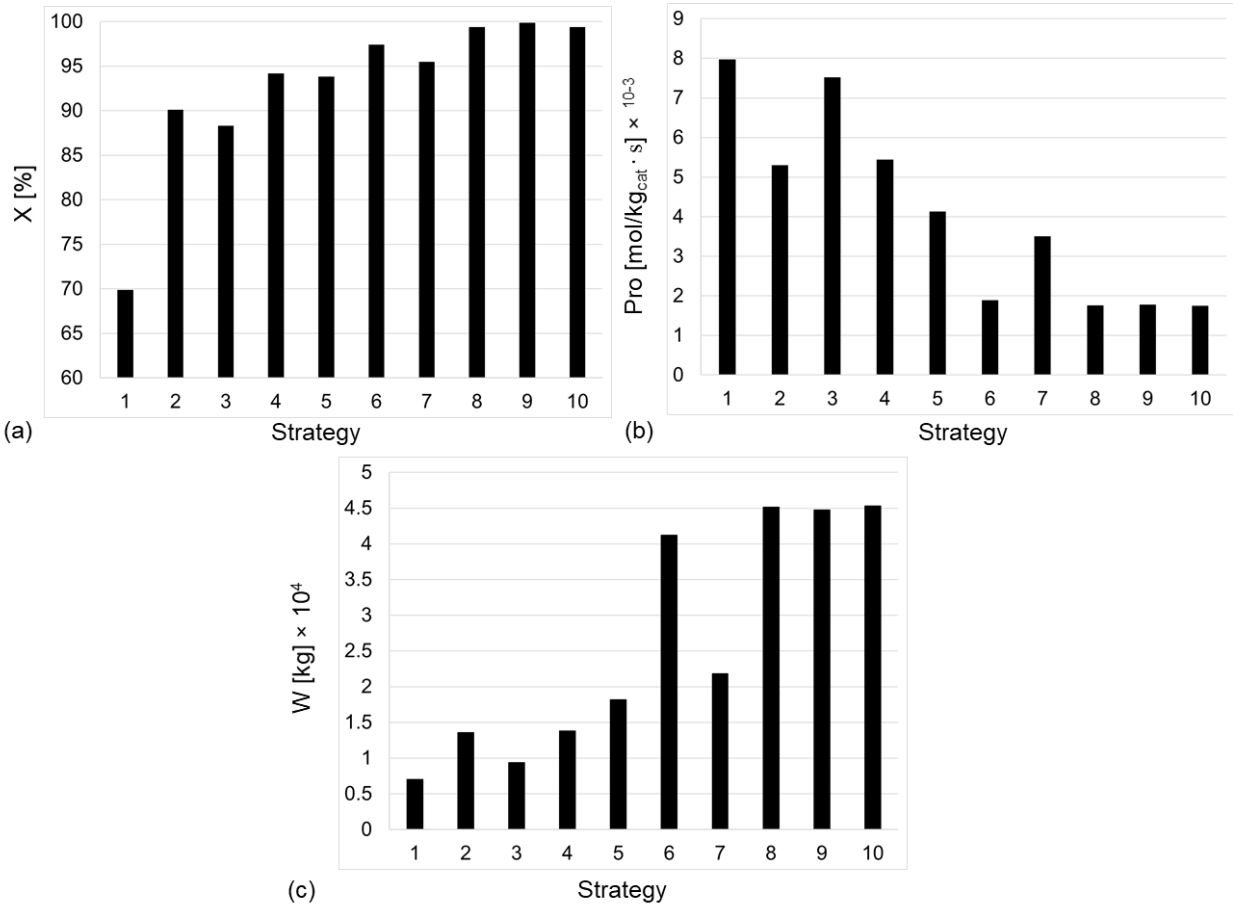 X [%]
100
95
90
85
80
75
70
65
60
1 2 3 4 5 6 7 8 9 10
(a)
Strategy
Pro [mol/kgcat · s] × 10-3
9
8
7
6
5
4
3
2
1
0
1 2 3 4 5 6 7 8 9 10
(b)
Strategy
W [kg] × 10⁴
5
4.5
4
3.5
3
2.5
2
1.5
1
0.5
0
1 2 3 4 5 6 7 8 9 10
(c)
Strategy